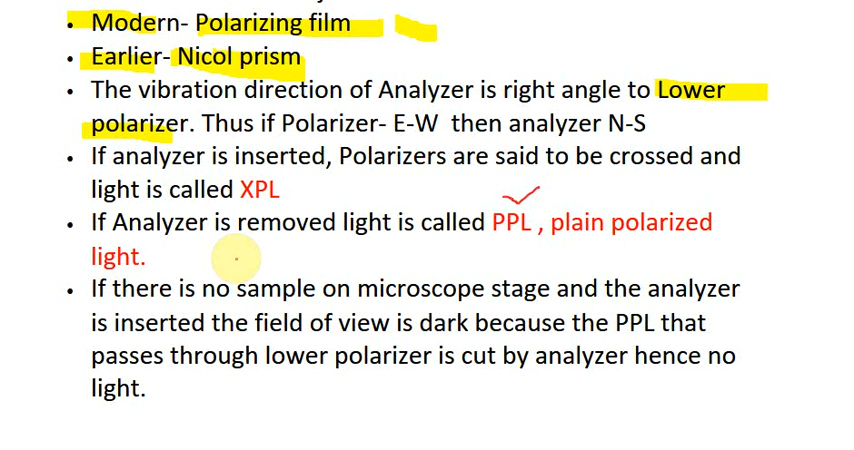 • Modern- Polarizing film
• Earlier- Nicol prism
• The vibration direction of Analyzer is right angle to Lower
polarizer. Thus if Polarizer- E-W then analyzer N-S
• If analyzer is inserted, Polarizers are said to be crossed and
light is called XPL
• If Analyzer is removed light is called PPL , plain polarized
light.
• If there is no sample on microscope stage and the analyzer
is inserted the field of view is dark because the PPL that
passes through lower polarizer is cut by analyzer hence no
light.